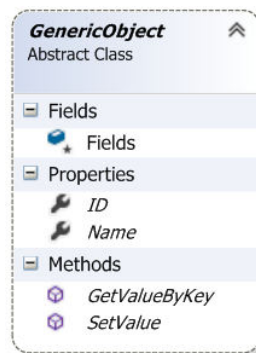 GenericObject
Abstract Class
Fields
Fields
Properties
ID
Name
Methods
GetValueByKey
SetValue